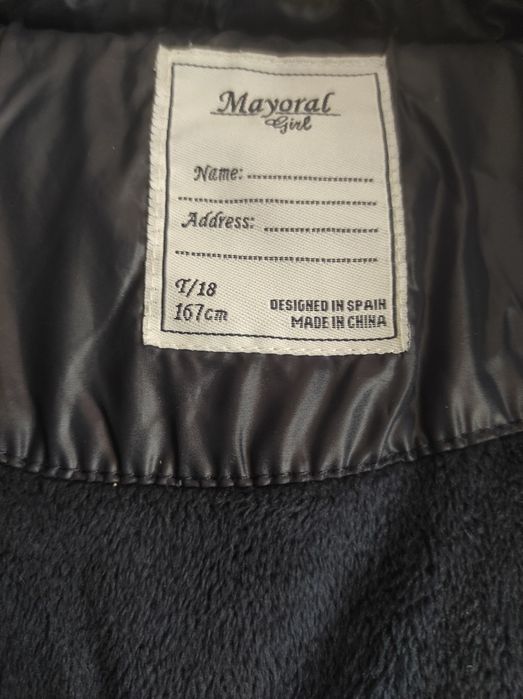 Mayoral
Girl
Name: ........................
........................................
Address: .....................
........................................
T/18
167cm
DESIGNED IN SPAIN
MADE IN CHINA